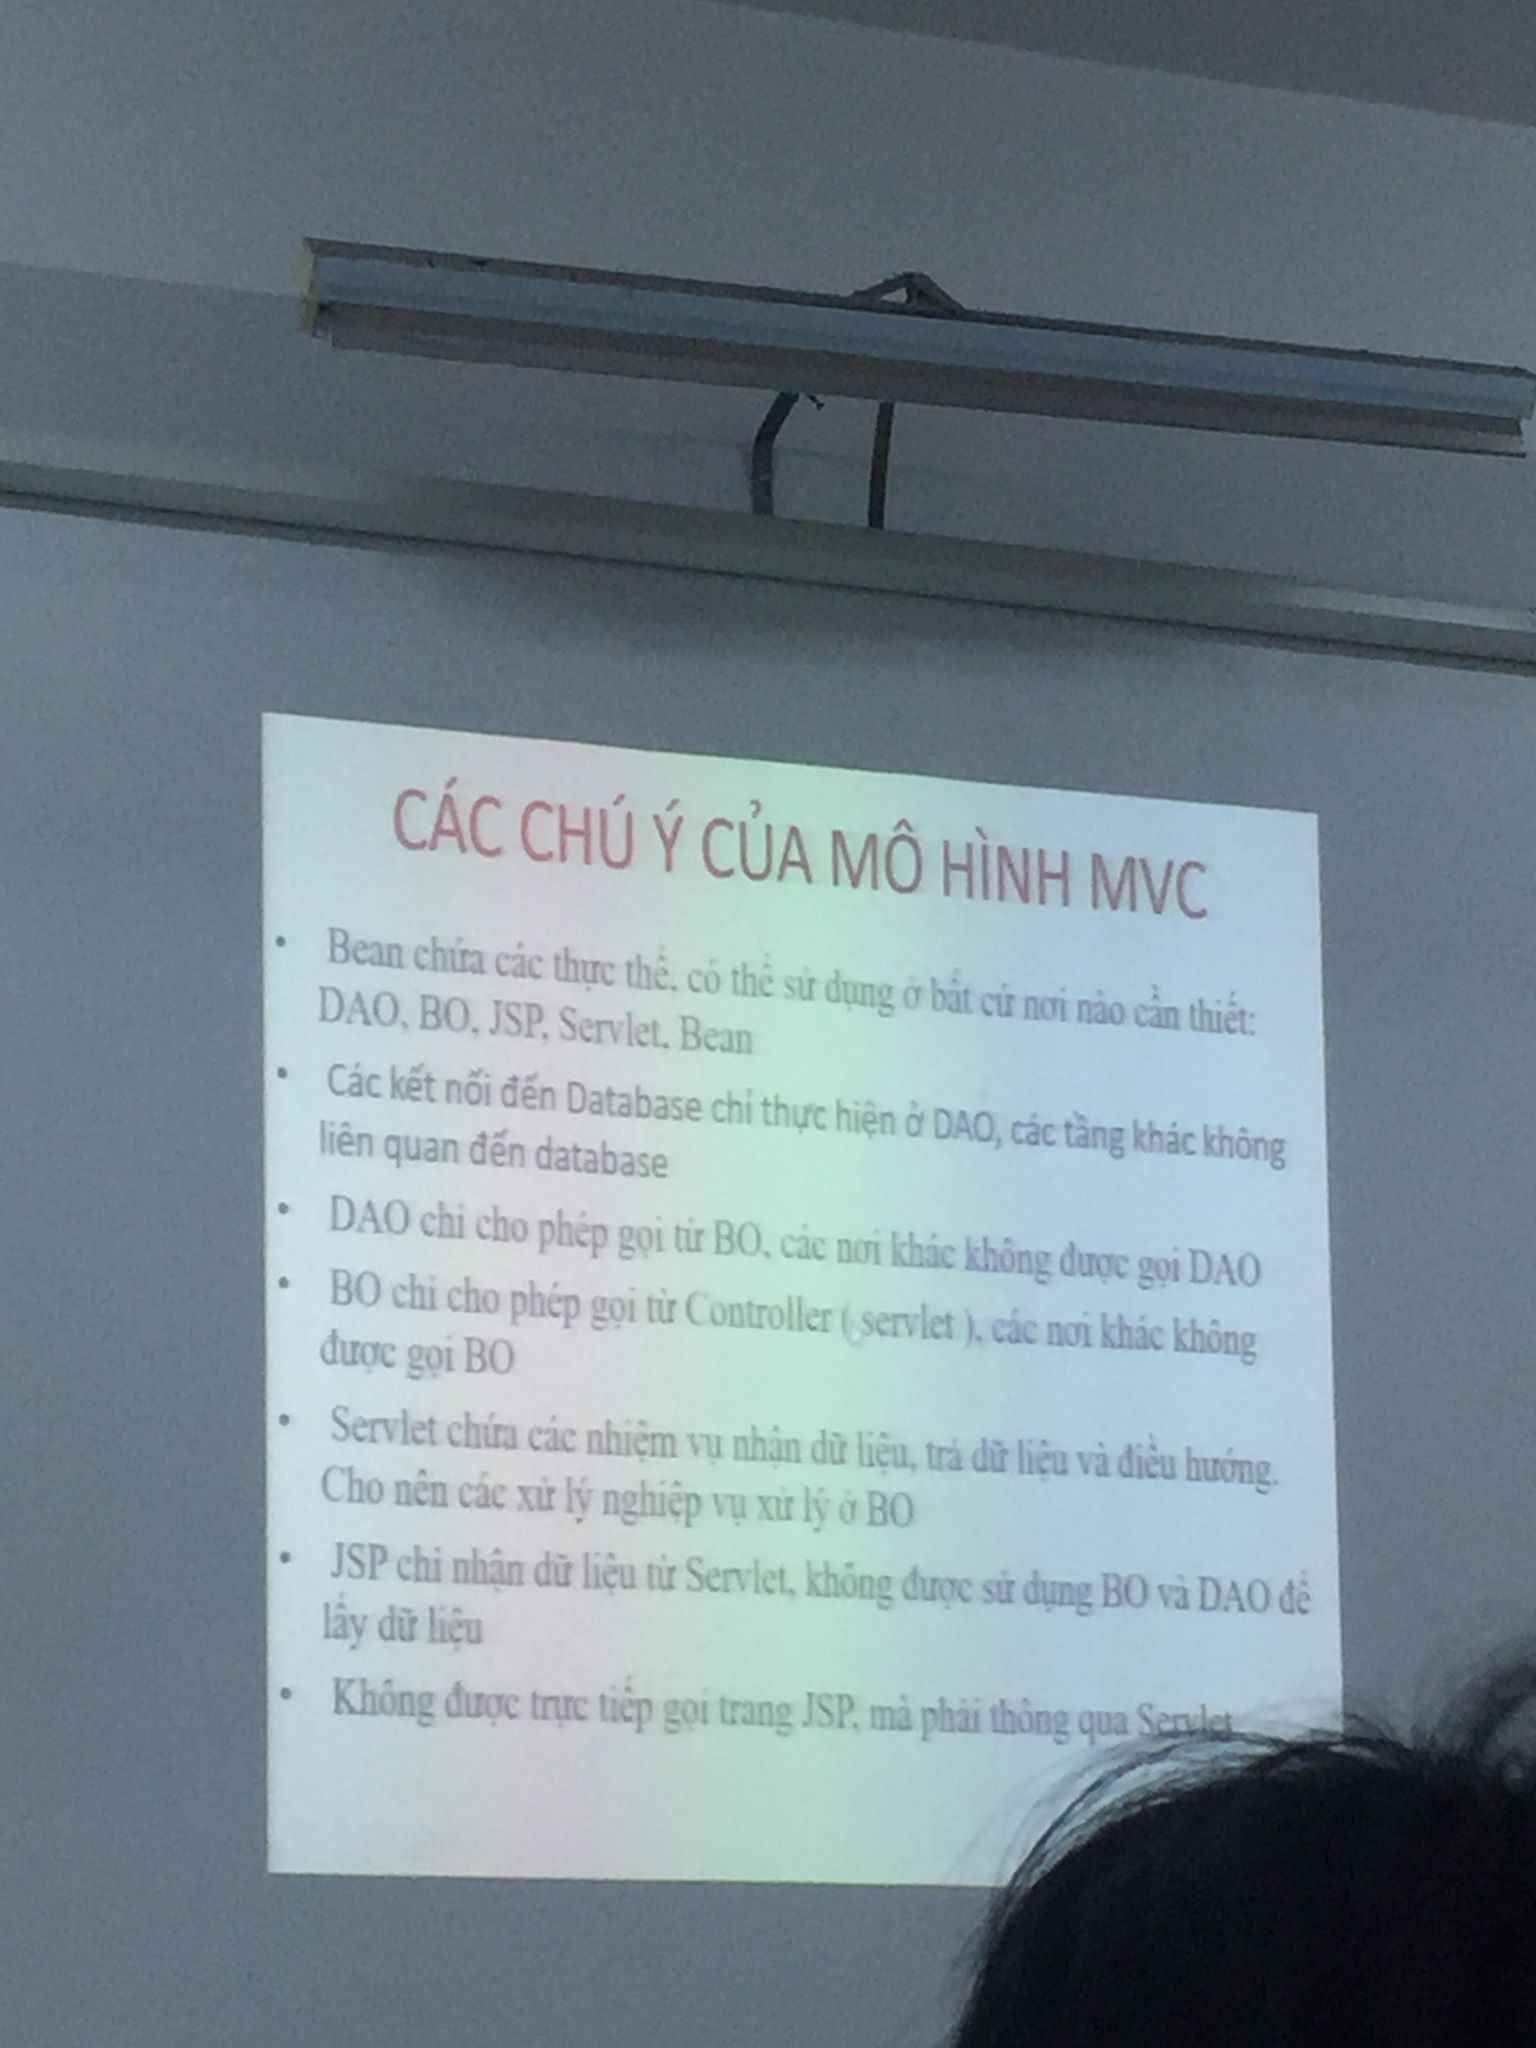 CÁC CHÚ Ý CỦA MÔ HÌNH MVC
• Bean chứa các thực thể, có thể sử dụng ở bất cứ nơi nào cần thiết:
DAO, BO, JSP, Servlet, Bean
• Các kết nối đến Database chỉ thực hiện ở DAO, các tầng khác không
liên quan đến database
• DAO chỉ cho phép gọi từ BO, các nơi khác không được gọi DAO
• BO chỉ cho phép gọi từ Controller ( servlet ), các nơi khác không
được gọi BO
• Servlet chứa các nhiệm vụ nhận dữ liệu, trả dữ liệu và điều hướng.
Cho nên các xử lý nghiệp vụ xử lý ở BO
• JSP chỉ nhận dữ liệu từ Servlet, không được sử dụng BO và DAO để
lấy dữ liệu
• Không được trực tiếp gọi trang JSP, mà phải thông qua Servlet